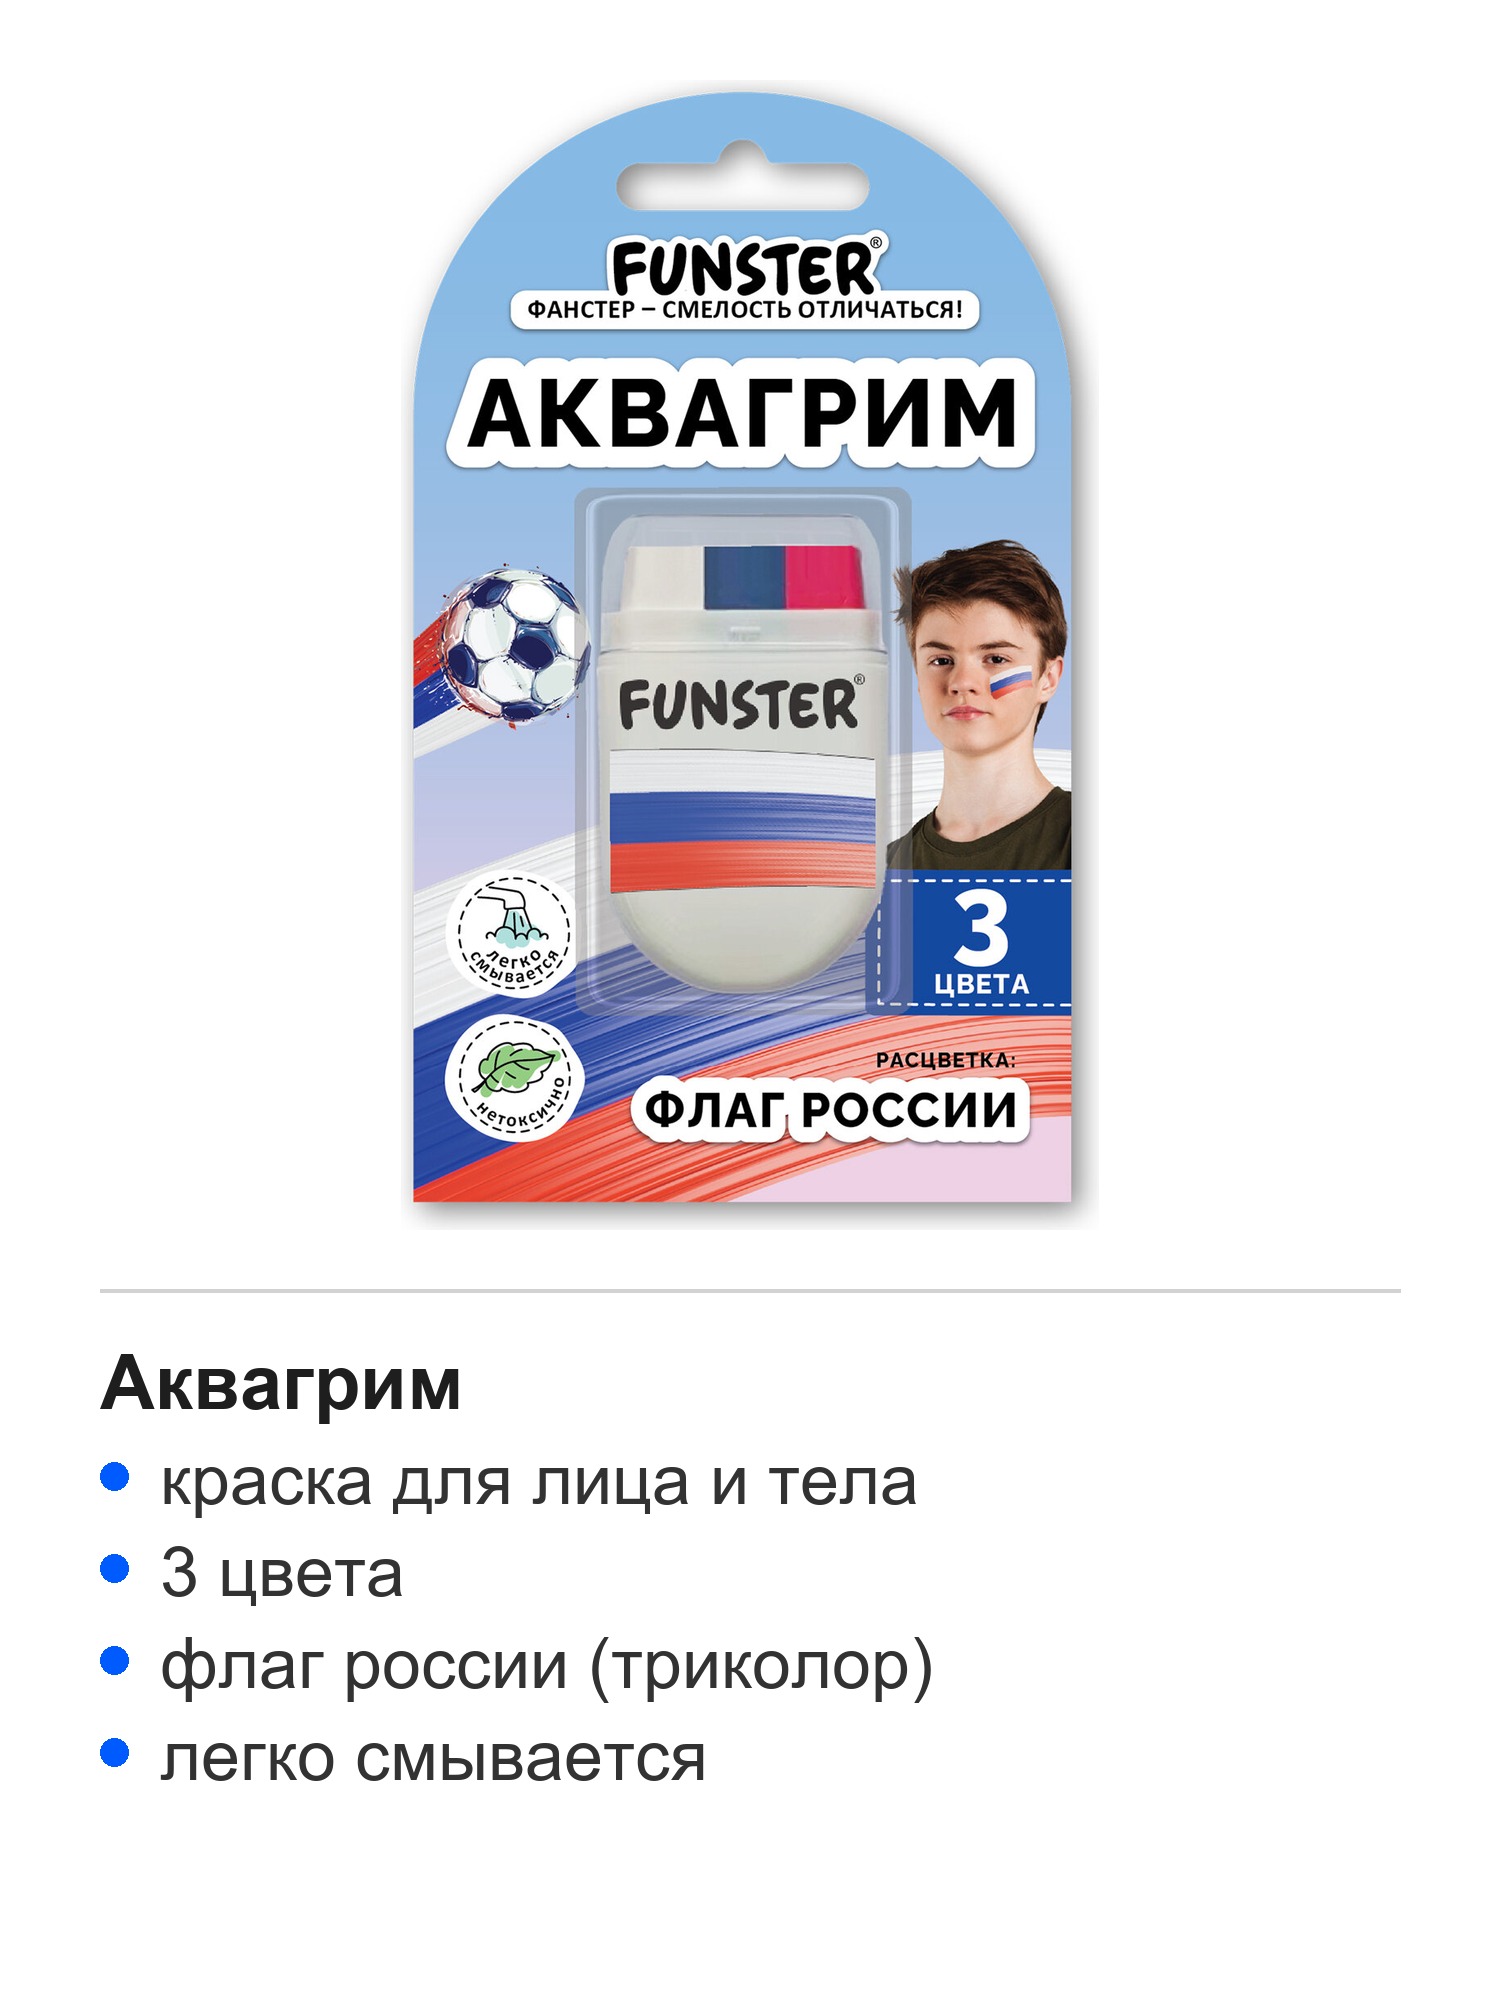 FUNSTER®
ФАНСТЕР – СМЕЛОСТЬ ОТЛИЧАТЬСЯ!
АКВАГРИМ
FUNSTER®
легко
смывается
3
ЦВЕТА
нетоксично
РАСЦВЕТКА:
ФЛАГ РОССИИ
Аквагрим
краска для лица и тела
3 цвета
флаг россии (триколор)
легко смывается